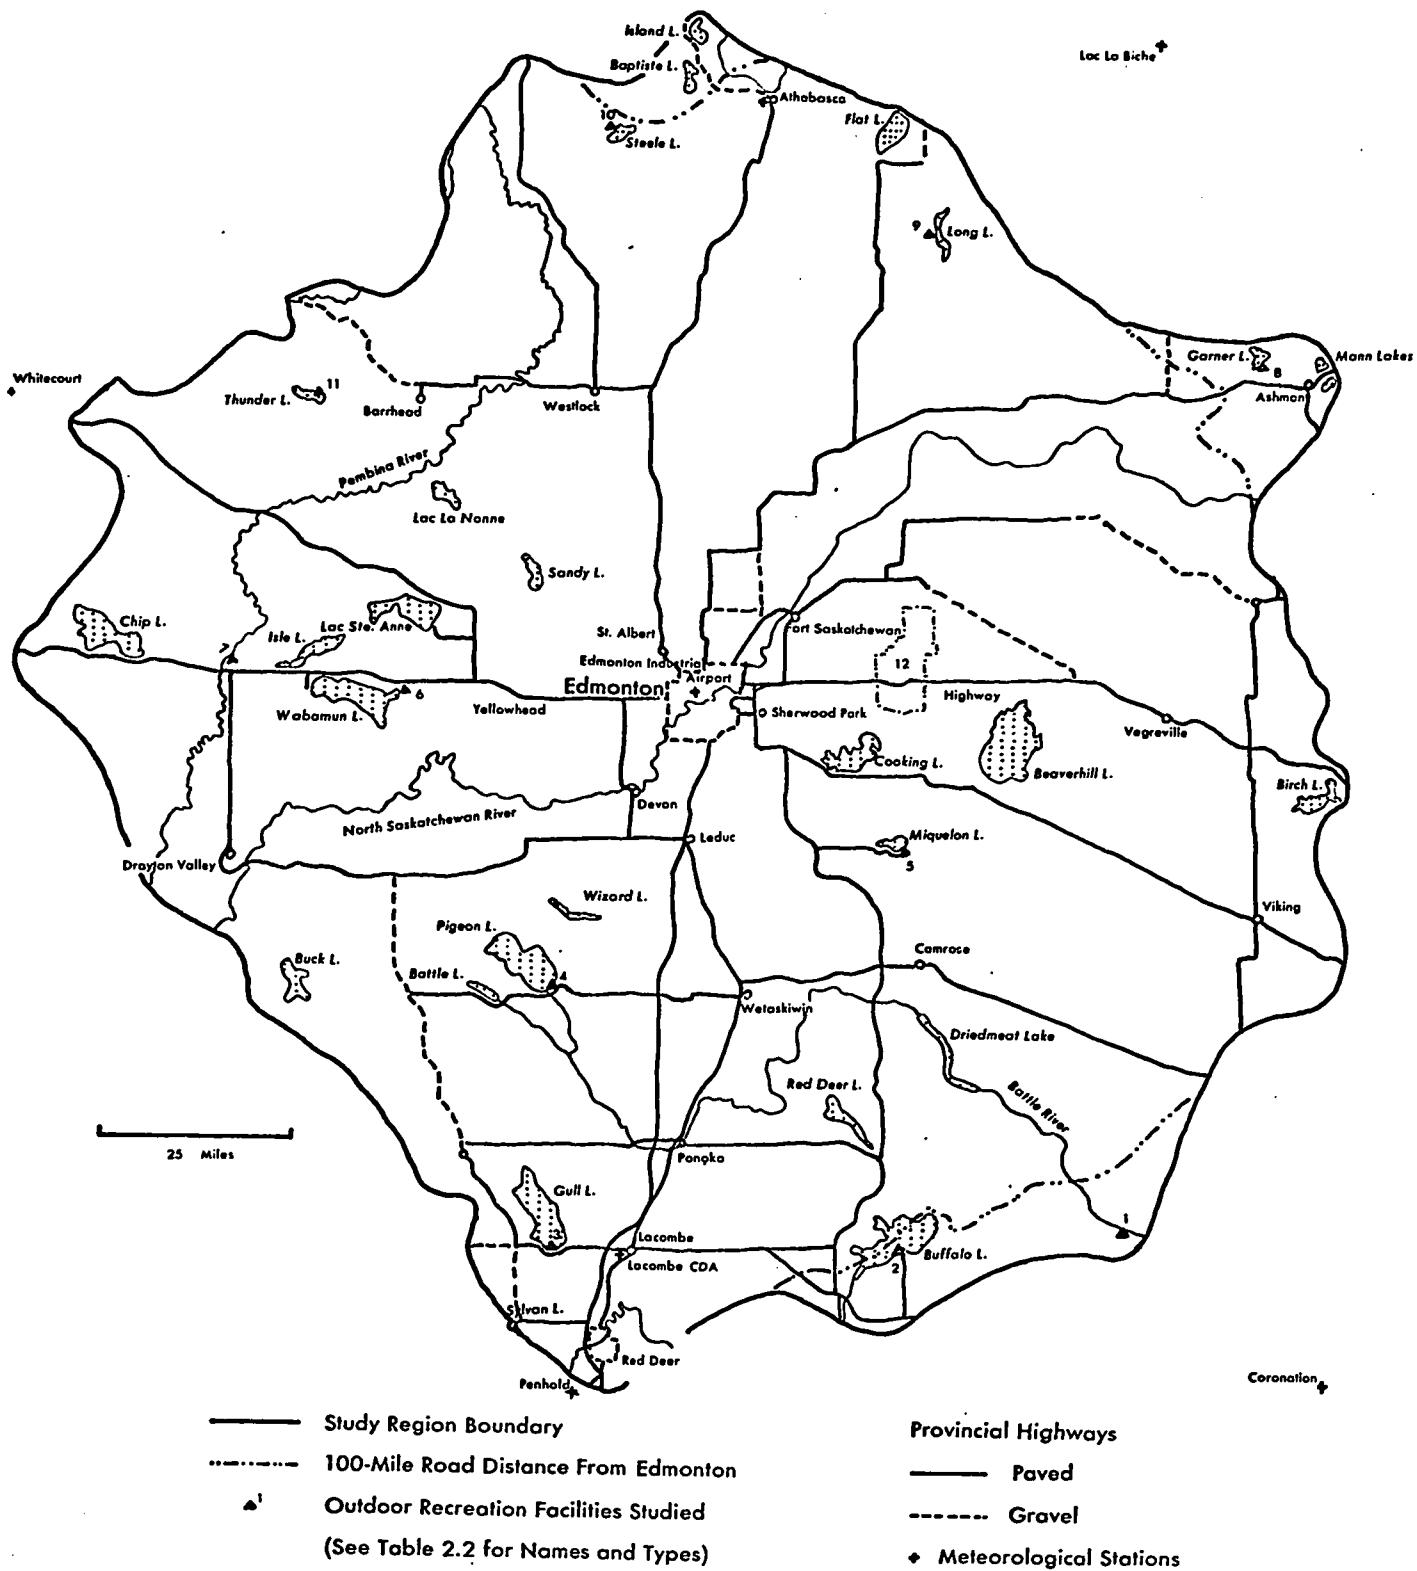 Island L.
Lac La Biche
Baptiste L.
Athabasca
10
Steele L.
Flat L.
9
Long L.
Garner L.
8
Mann Lakes
Ashmont
Whitecourt
11
Thunder L.
Barrhead
Westlock
Pembina River
Lac La Nonne
Sandy L.
Chip L.
Isle L.
Lac Ste. Anne
7
St. Albert
Fort Saskatchewan
Edmonton Industrial
Airport
Edmonton
12
6
Wabamun L.
Yellowhead
Highway
Sherwood Park
Vegreville
Cooking L.
Beaverhill L.
Birch L.
Devon
North Saskatchewan River
Leduc
Miquelon L.
5
Drayton Valley
Wizard L.
Viking
Pigeon L.
Camrose
Buck L.
Battle L.
4
Wetaskiwin
Driedmeat Lake
Red Deer L.
Battle River
25 Miles
Ponoka
Gull L.
3
1
Lacombe
Lacombe CDA
Buffalo L.
2
Sylvan L.
Red Deer
Penhold
Coronation
Study Region Boundary
100-Mile Road Distance From Edmonton
1
Outdoor Recreation Facilities Studied
(See Table 2.2 for Names and Types)
Provincial Highways
Paved
Gravel
Meteorological Stations